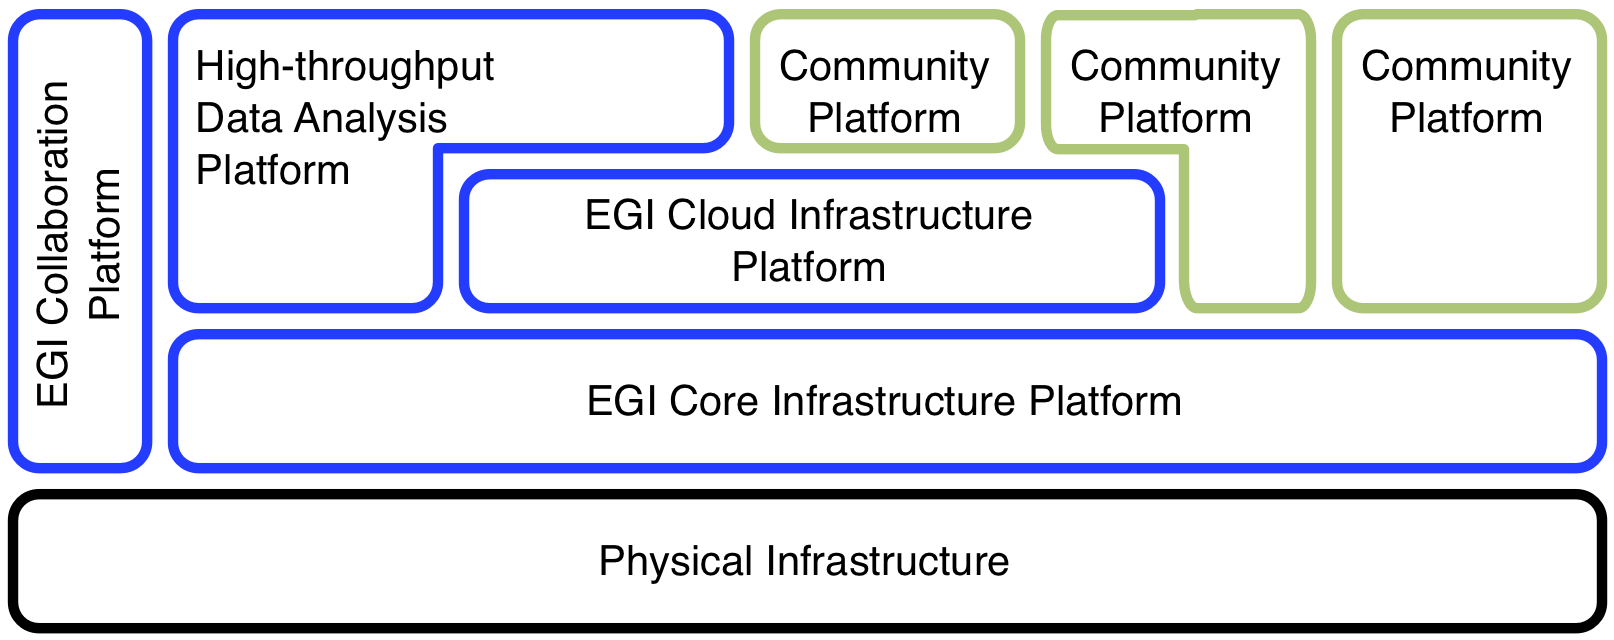 EGI Collaboration
Platform
High-throughput
Data Analysis
Platform
Community
Platform
Community
Platform
Community
Platform
EGI Cloud Infrastructure
Platform
EGI Core Infrastructure Platform
Physical Infrastructure